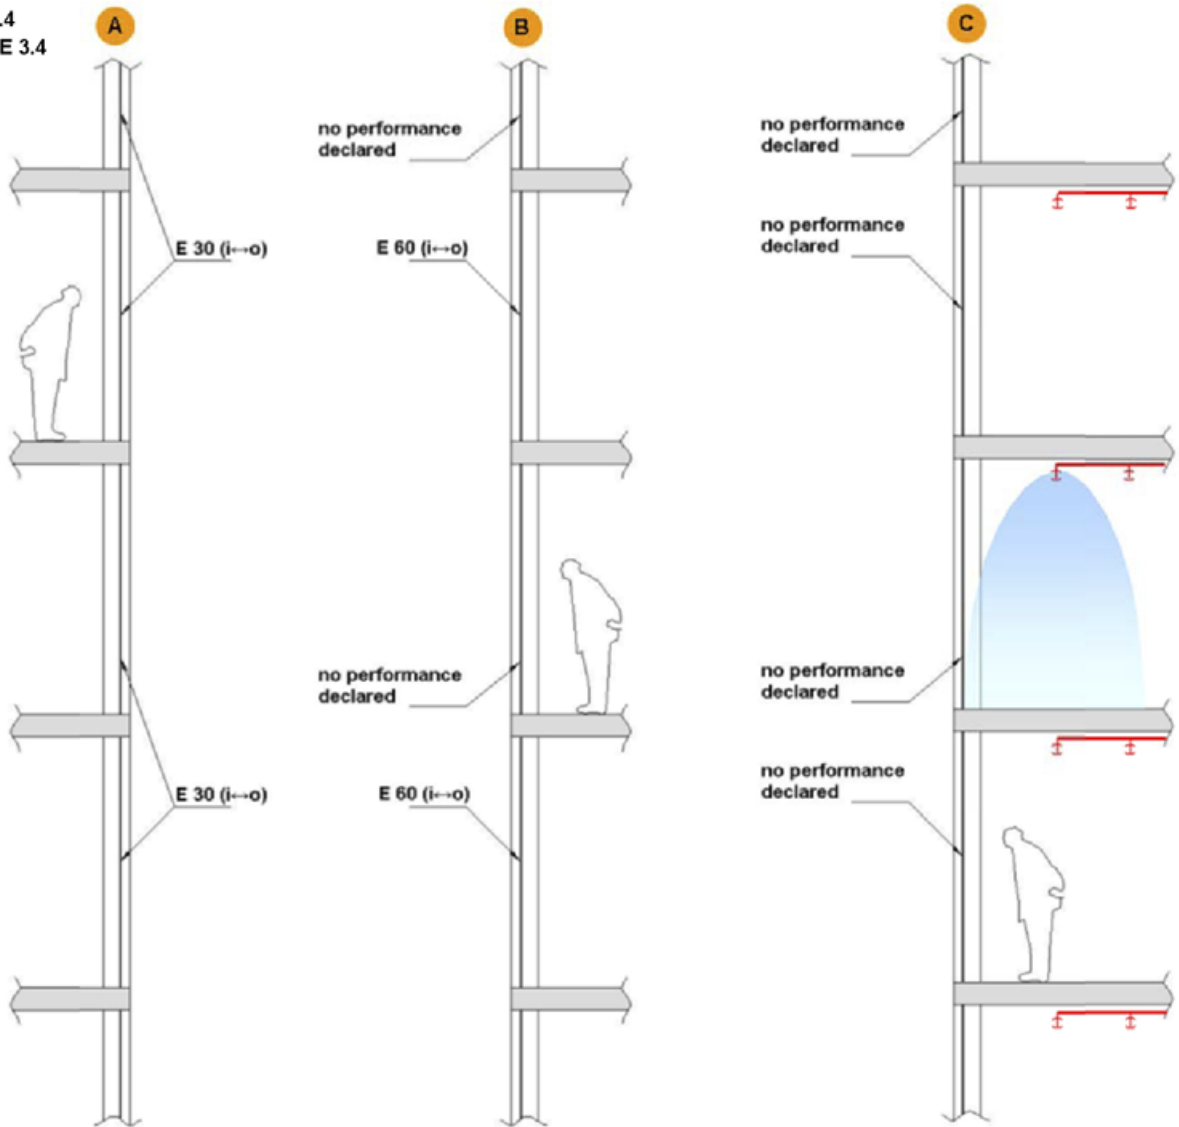 .4
E 3.4
A
B
C
no performance
declared
no performance
declared
no performance
declared
E 30 (i↔o)
E 60 (i↔o)
no performance
declared
no performance
declared
no performance
declared
E 30 (i↔o)
E 60 (i↔o)